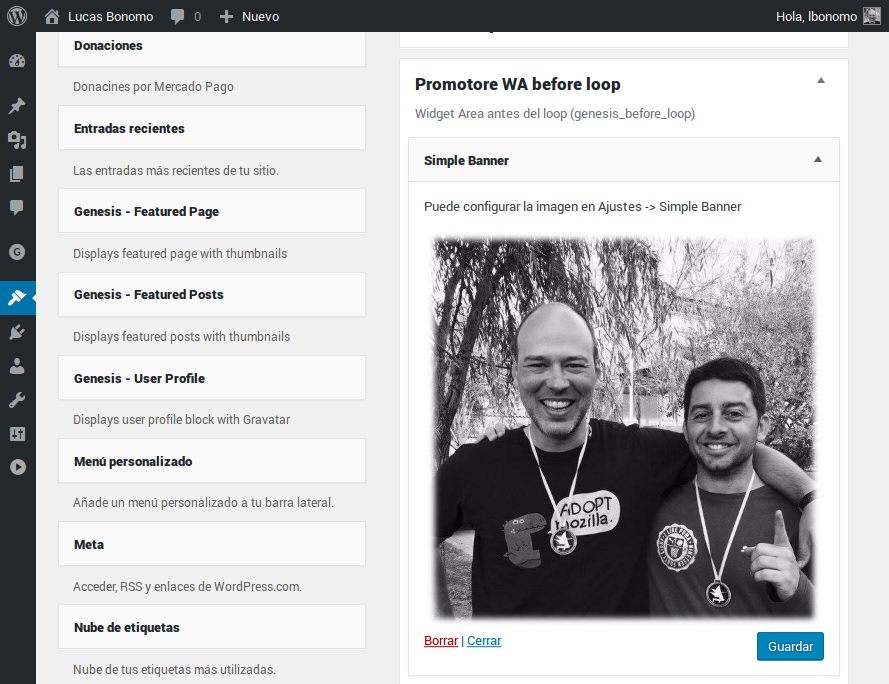 Lucas Bonomo
0
Nuevo
Hola, lbonomo
Donaciones
Donacines por Mercado Pago
Entradas recientes
Las entradas más recientes de tu sitio.
Genesis - Featured Page
Displays featured page with thumbnails
Genesis - Featured Posts
Displays featured posts with thumbnails
Genesis - User Profile
Displays user profile block with Gravatar
Menú personalizado
Añade un menú personalizado a tu barra lateral.
Meta
Acceder, RSS y enlaces de WordPress.com.
Nube de etiquetas
Nube de tus etiquetas más utilizadas.
Promotore WA before loop
Widget Area antes del loop (genesis_before_loop)
Simple Banner
Puede configurar la imagen en Ajustes -> Simple Banner
ADOPT
mozilla.
Borrar | Cerrar
Guardar